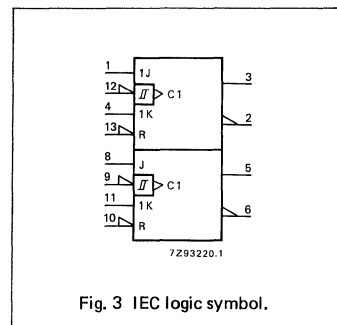 1 1J 3
12 C1
4 1K 2
13 R
8 J 5
9 C1
11 1K 6
10 R
7Z93220.1
Fig. 3 IEC logic symbol.